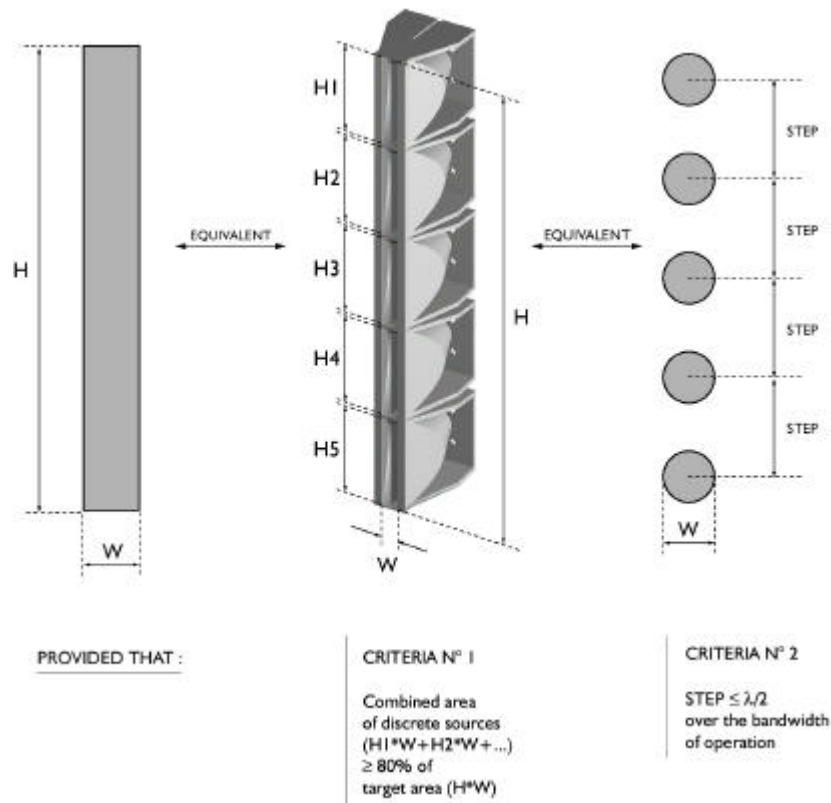 H
W
EQUIVALENT
H1
H2
H3
H4
H5
H
W
EQUIVALENT
STEP
STEP
STEP
STEP
W
PROVIDED THAT :
CRITERIA N° 1
Combined area
of discrete sources
(H1*W+H2*W+...)
≥ 80% of
target area (H*W)
CRITERIA N° 2
STEP ≤ λ/2
over the bandwidth
of operation